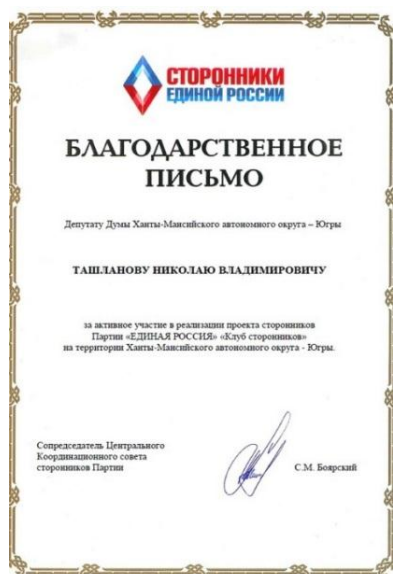 СТОРОННИКИ
ЕДИНОЙ РОССИИ
БЛАГОДАРСТВЕННОЕ
ПИСЬМО
Депутату Думы Ханты-Мансийского автономного округа – Югры
ТАШЛАНОВУ НИКОЛАЮ ВЛАДИМИРОВИЧУ
за активное участие в реализации проекта сторонников
Партии «ЕДИНАЯ РОССИЯ» «Клуб сторонников»
на территории Ханты-Мансийского автономного округа - Югры.
Сопредседатель Центрального
Координационного совета
сторонников Партии
С.М. Боярский